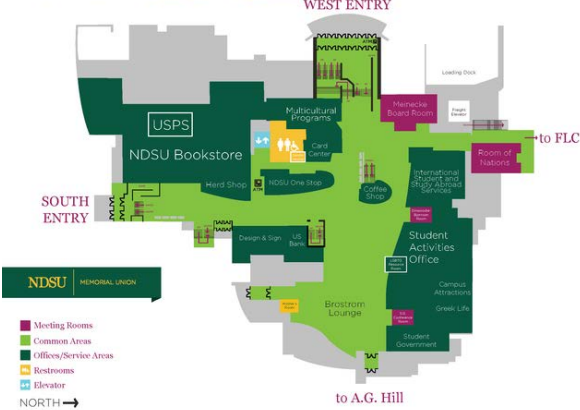 WEST ENTRY
ATM
Loading Dock
Meinecke
Board Room
Freight
Elevator
Multicultural
Programs
USPS
to FLC
Card
Center
NDSU Bookstore
Room of
Nations
International
Student and
Study Abroad
Services
Herd Shop
ATM
NDSU One Stop
Coffee
Shop
SOUTH
ENTRY
Design & Sign
US
Bank
Student
Activities
Office
NDSU
MEMORIAL UNION
Campus
Attractions
Brostrom
Lounge
Greek Life
Student
Government
Meeting Rooms
Common Areas
Offices/Service Areas
Restrooms
Elevator
NORTH
to A.G. Hill